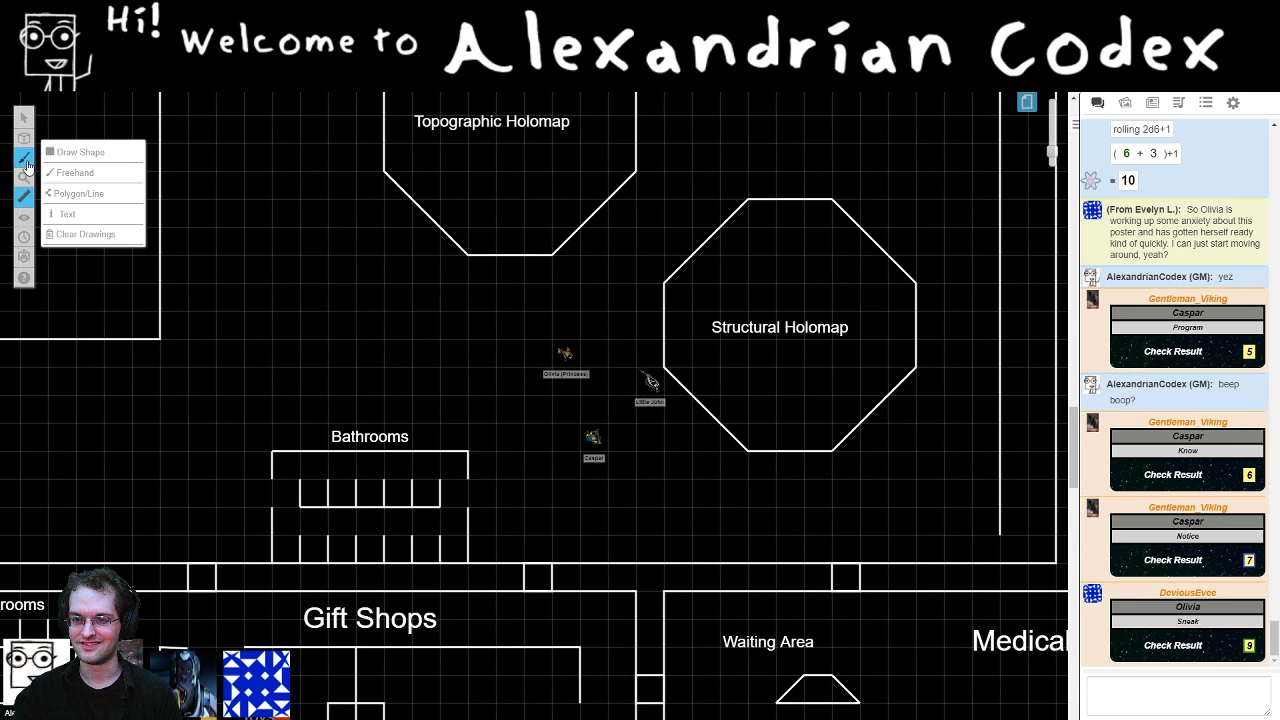 Hi! Welcome to Alexandrian Codex
Draw Shape
Freehand
Polygon/Line
Text
Clear Drawings
Topographic Holomap
Structural Holomap
Olivia (Princess)
Little John
Caspar
Bathrooms
rooms
Gift Shops
Waiting Area
Medical
rolling 2d6+1
( 6 + 3 )+1
= 10
(From Evelyn L.): So Olivia is
working up some anxiety about this
poster and has gotten herself ready
kind of quickly. I can just start moving
around, yeah?
AlexandrianCodex (GM): yez
Gentleman_Viking
Caspar
Program
Check Result 5
AlexandrianCodex (GM): beep
boop?
Gentleman_Viking
Caspar
Know
Check Result 6
Gentleman_Viking
Caspar
Notice
Check Result 7
DeviousEvee
Olivia
Sneak
Check Result 9